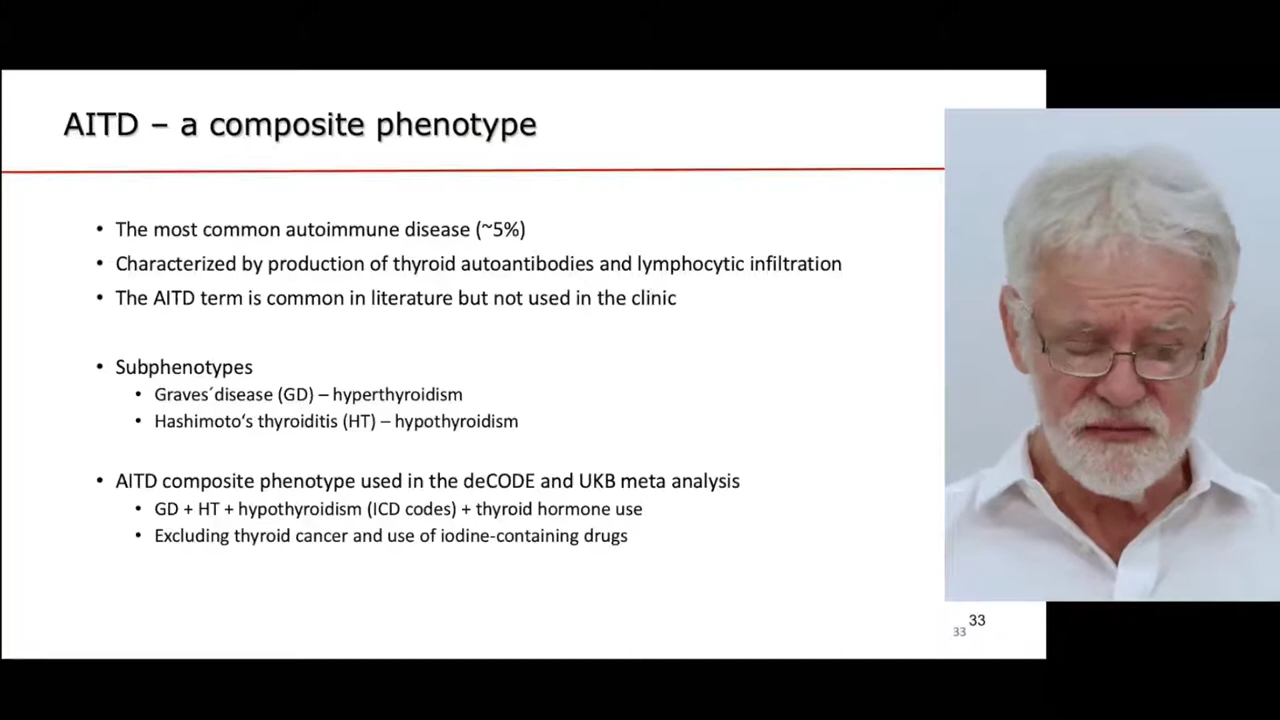 AITD – a composite phenotype
• The most common autoimmune disease (~5%)
• Characterized by production of thyroid autoantibodies and lymphocytic infiltration
• The AITD term is common in literature but not used in the clinic
• Subphenotypes
• Graves´disease (GD) – hyperthyroidism
• Hashimoto‘s thyroiditis (HT) – hypothyroidism
• AITD composite phenotype used in the deCODE and UKB meta analysis
• GD + HT + hypothyroidism (ICD codes) + thyroid hormone use
• Excluding thyroid cancer and use of iodine-containing drugs
33
33